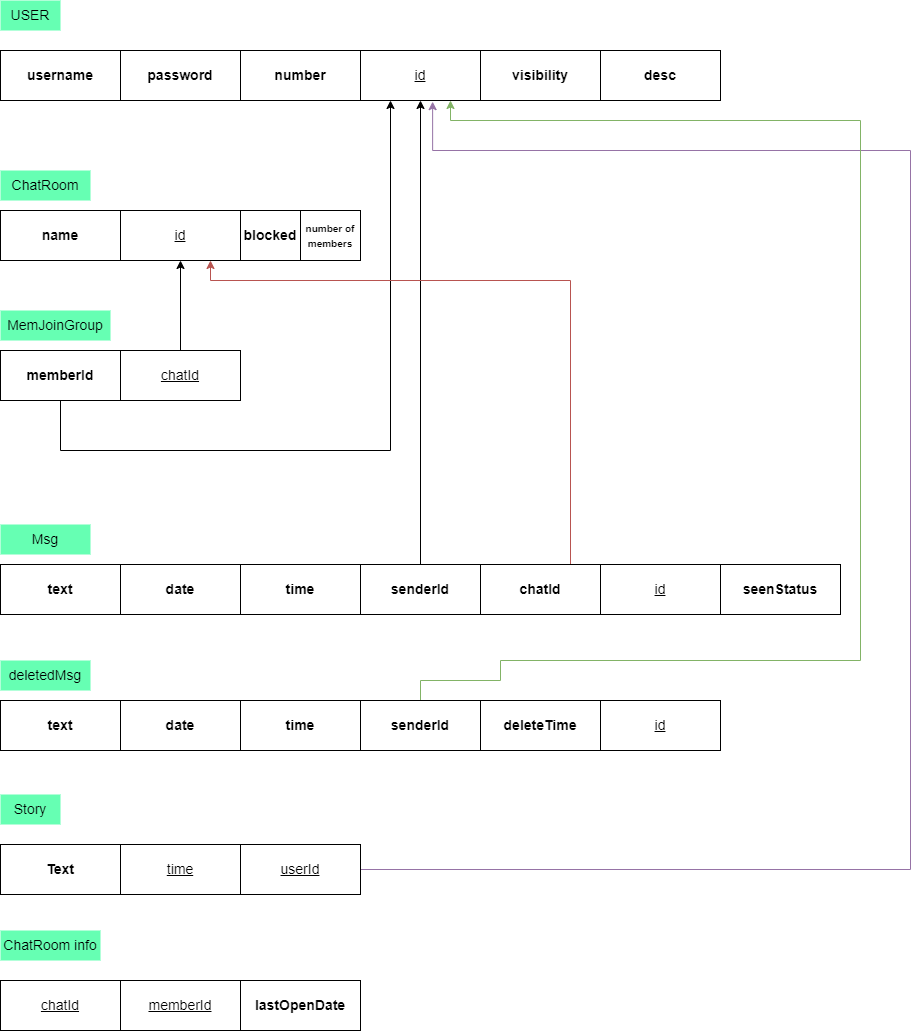 USER
username password number id visibility desc
ChatRoom
name id blocked number of
members
MemJoinGroup
memberId chatId
Msg
text date time senderId chatId id seenStatus
deletedMsg
text date time senderId deleteTime id
Story
Text time userId
ChatRoom info
chatId memberId lastOpenDate